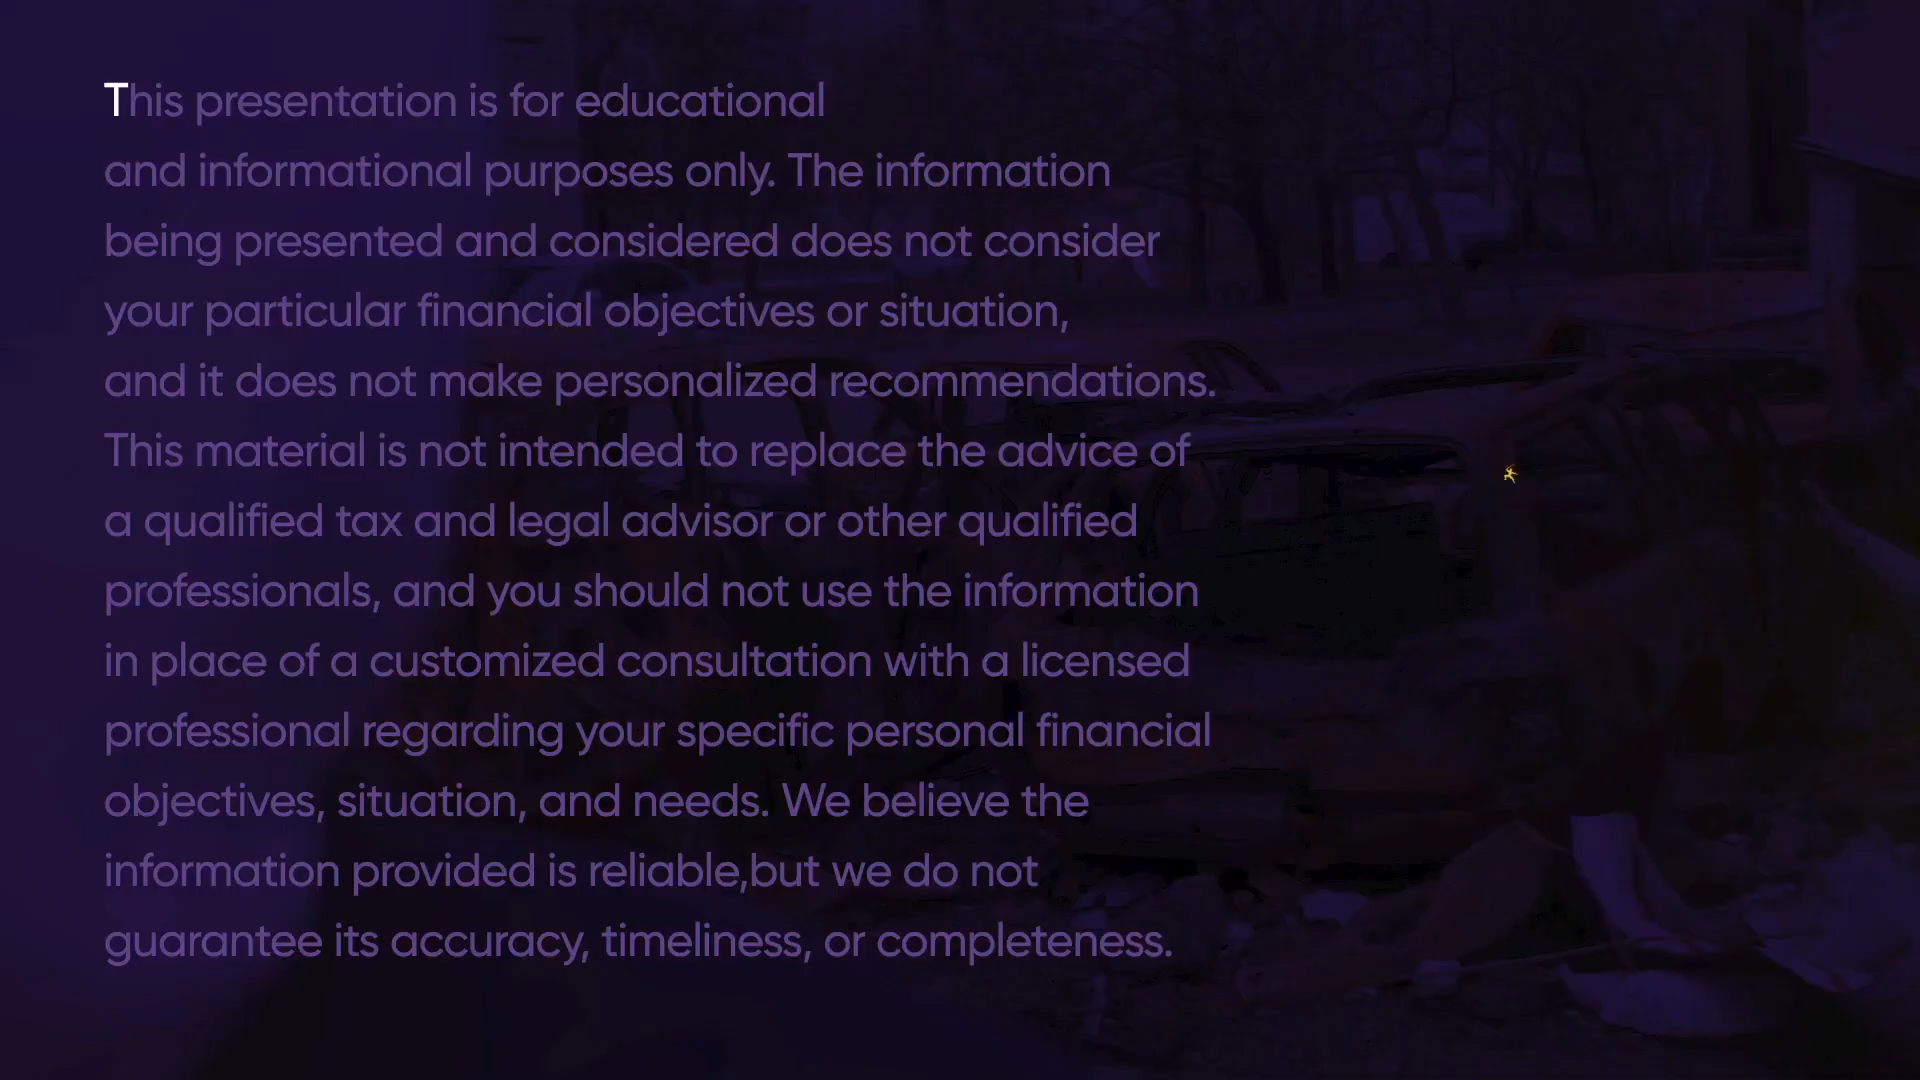 This presentation is for educational
and informational purposes only. The information
being presented and considered does not consider
your particular financial objectives or situation,
and it does not make personalized recommendations.
This material is not intended to replace the advice of
a qualified tax and legal advisor or other qualified
professionals, and you should not use the information
in place of a customized consultation with a licensed
professional regarding your specific personal financial
objectives, situation, and needs. We believe the
information provided is reliable,but we do not
guarantee its accuracy, timeliness, or completeness.